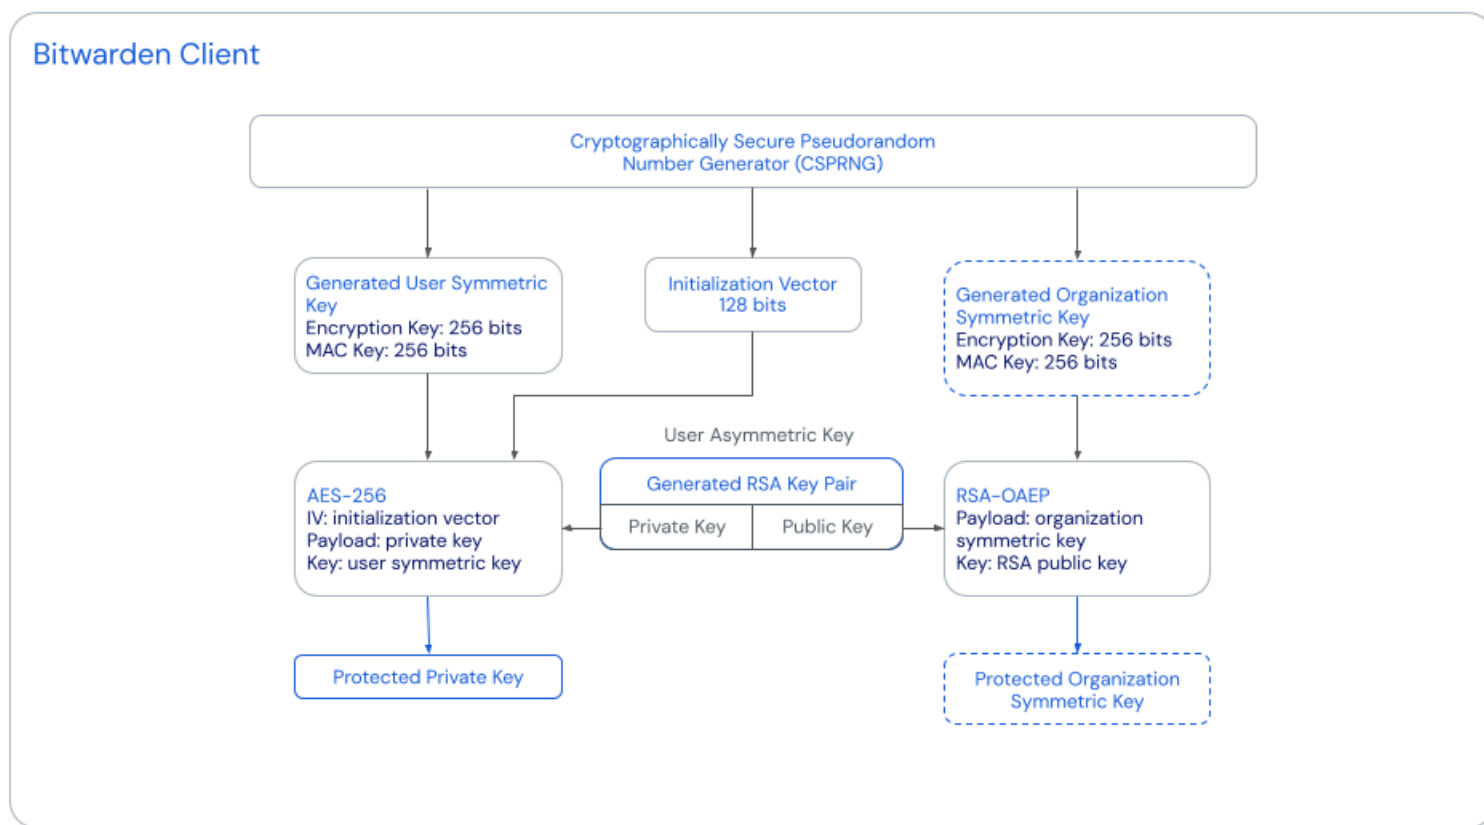 Bitwarden Client
Cryptographically Secure Pseudorandom
Number Generator (CSPRNG)
Generated User Symmetric
Key
Encryption Key: 256 bits
MAC Key: 256 bits
Initialization Vector
128 bits
Generated Organization
Symmetric Key
Encryption Key: 256 bits
MAC Key: 256 bits
User Asymmetric Key
Generated RSA Key Pair
Private Key
Public Key
AES-256
IV: initialization vector
Payload: private key
Key: user symmetric key
RSA-OAEP
Payload: organization
symmetric key
Key: RSA public key
Protected Private Key
Protected Organization
Symmetric Key